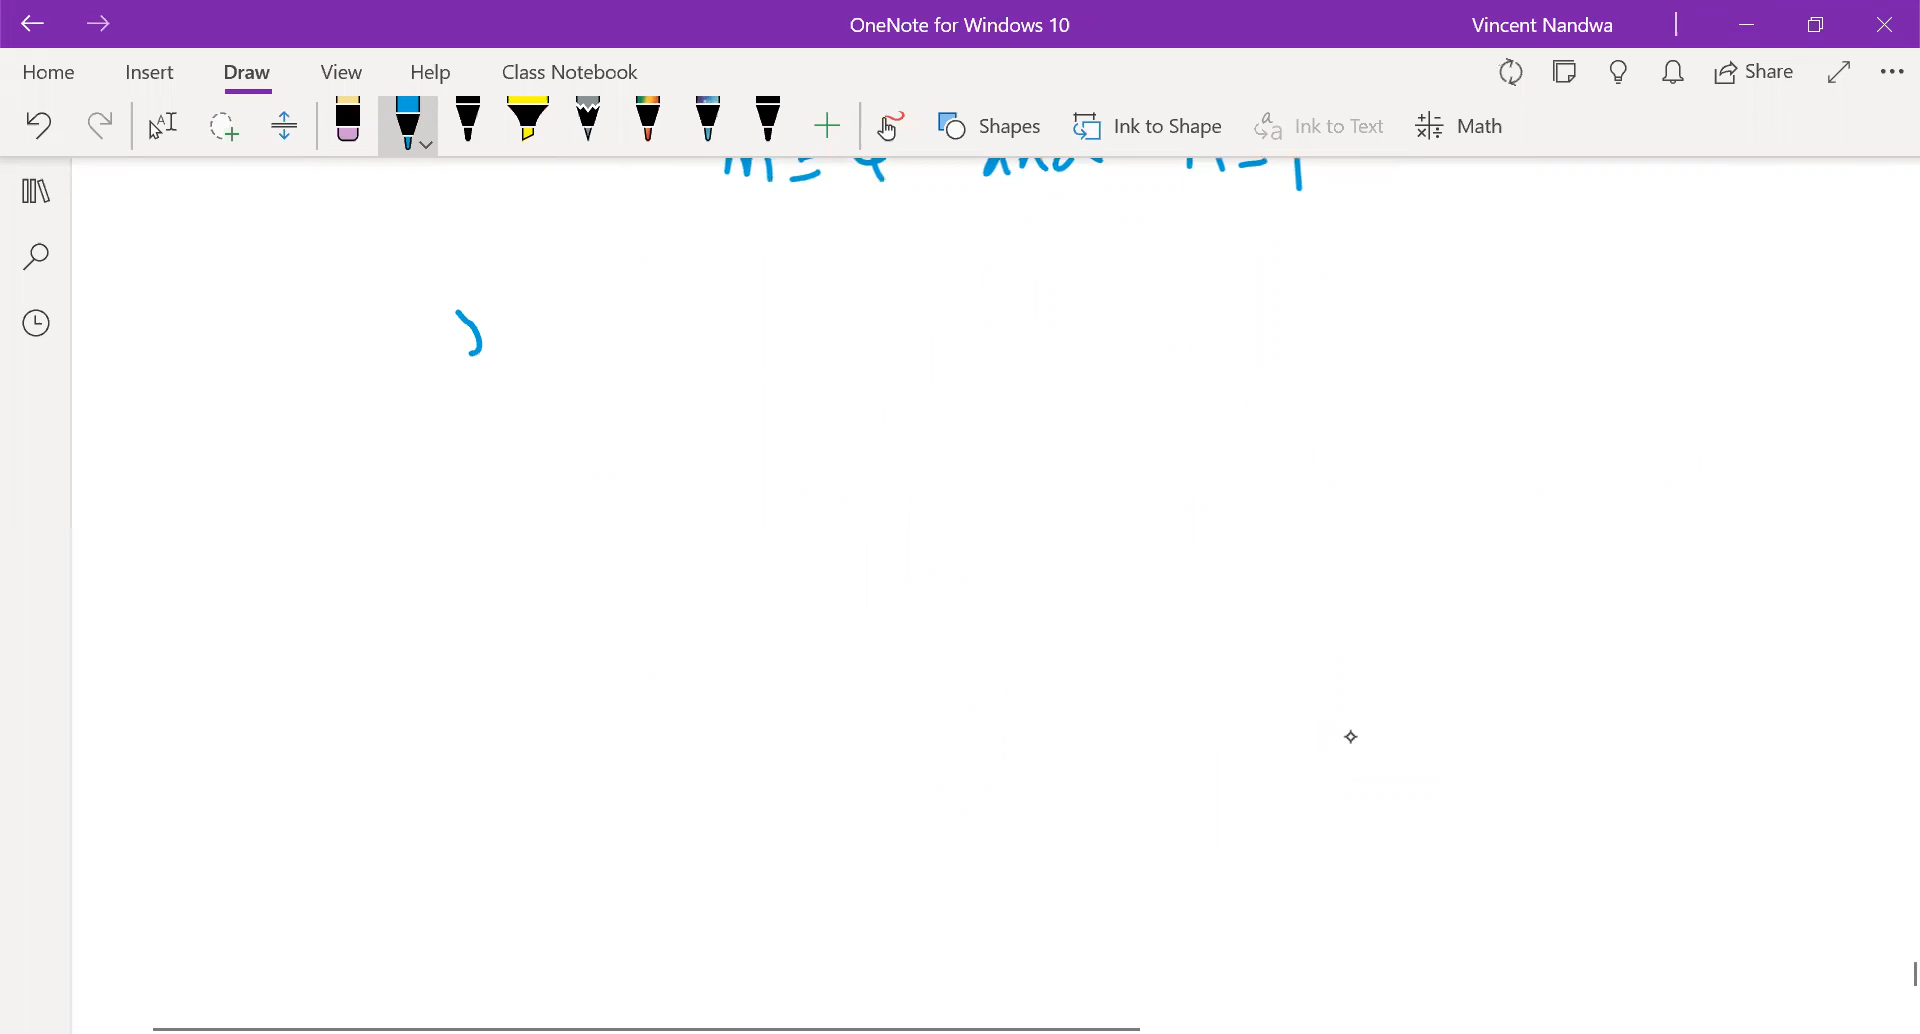 OneNote for Windows 10 Vincent Nandwa
Home Insert Draw View Help Class Notebook Share
Shapes Ink to Shape Ink to Text Math
and